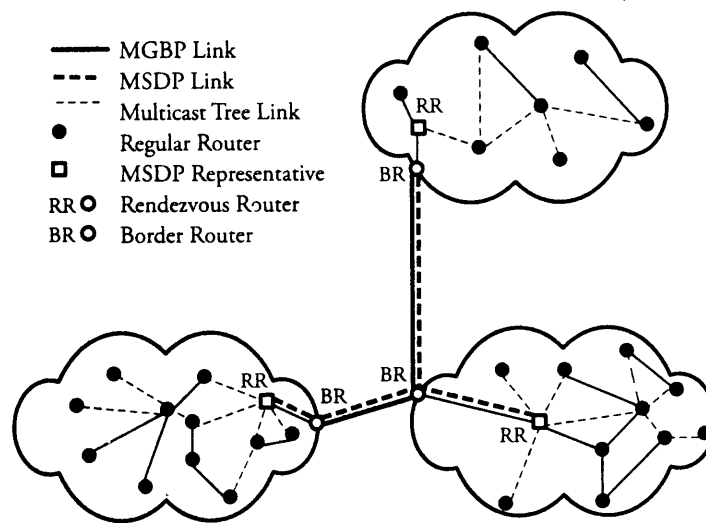 MGBP Link
MSDP Link
Multicast Tree Link
Regular Router
MSDP Representative
RR Rendezvous Router
BR Border Router
RR
BR
RR
BR
BR
RR